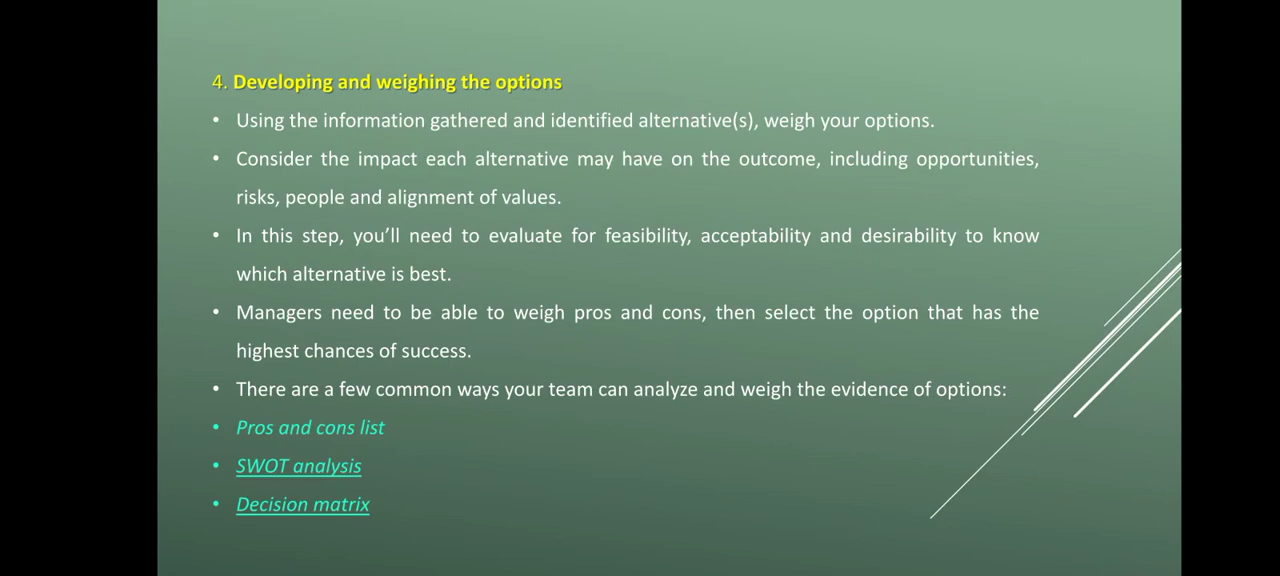 4. Developing and weighing the options
• Using the information gathered and identified alternative(s), weigh your options.
• Consider the impact each alternative may have on the outcome, including opportunities,
risks, people and alignment of values.
• In this step, you’ll need to evaluate for feasibility, acceptability and desirability to know
which alternative is best.
• Managers need to be able to weigh pros and cons, then select the option that has the
highest chances of success.
• There are a few common ways your team can analyze and weigh the evidence of options:
• Pros and cons list
• SWOT analysis
• Decision matrix